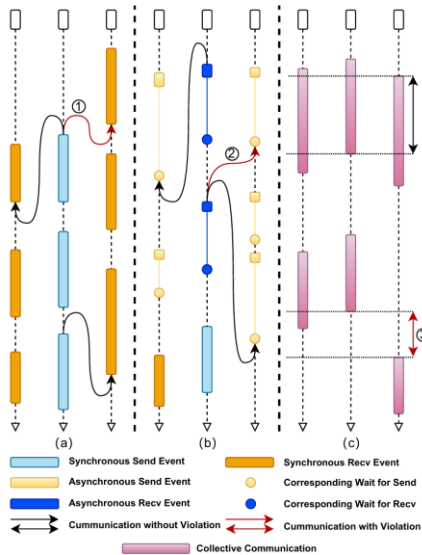 ①
②
③
(a)
(b)
(c)
Synchronous Send Event
Synchronous Recv Event
Asynchronous Send Event
Corresponding Wait for Send
Asynchronous Recv Event
Corresponding Wait for Recv
Cummunication without Violation
Cummunication with Violation
Collective Communication